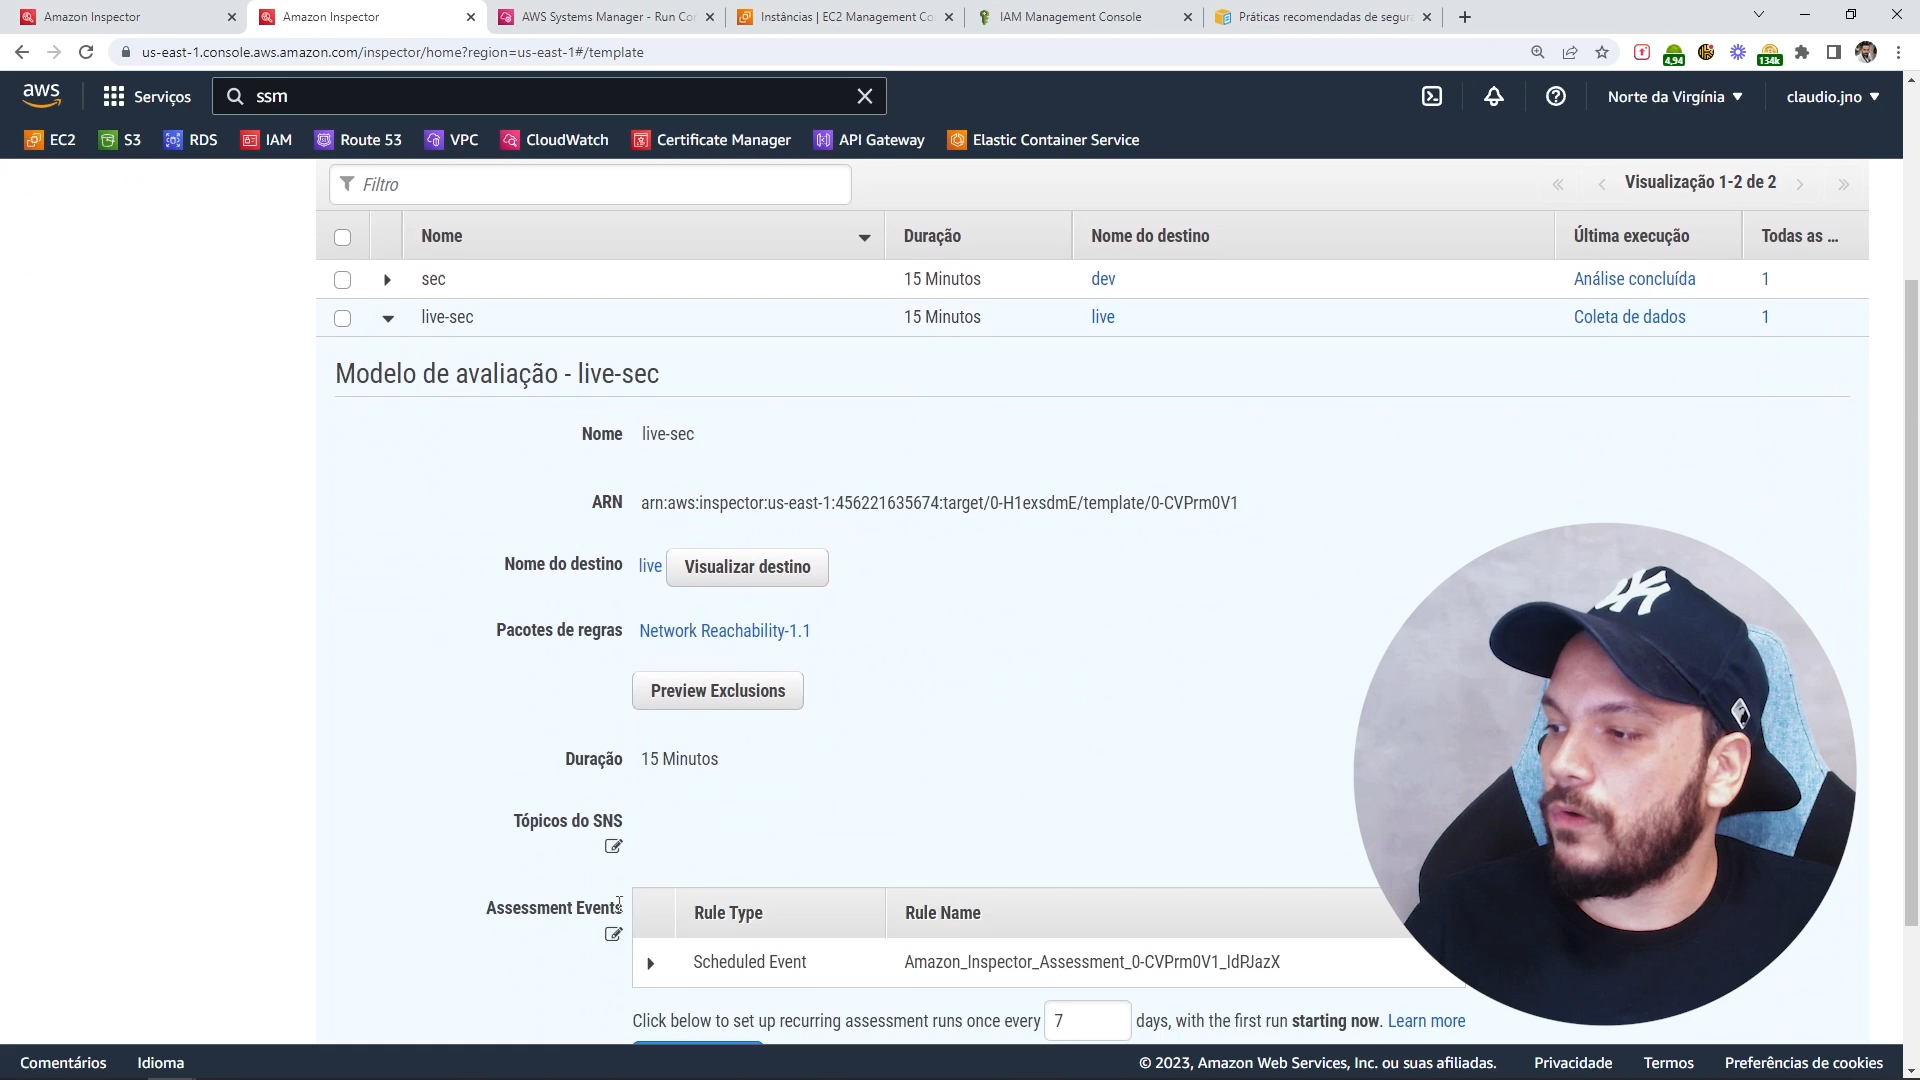 Amazon Inspector
Amazon Inspector
AWS Systems Manager - Run Co
Instâncias | EC2 Management Co
IAM Management Console
Práticas recomendadas de segura
us-east-1.console.aws.amazon.com/inspector/home?region=us-east-1#/template
4,94
134k
aws
Serviços
ssm
Norte da Virgínia
claudio.jno
EC2
S3
RDS
IAM
Route 53
VPC
CloudWatch
Certificate Manager
API Gateway
Elastic Container Service
Filtro
Visualização 1-2 de 2
Nome Duração Nome do destino Última execução Todas as ...
sec 15 Minutos dev Análise concluída 1
live-sec 15 Minutos live Coleta de dados 1
Modelo de avaliação - live-sec
Nome live-sec
ARN arn:aws:inspector:us-east-1:456221635674:target/0-H1exsdmE/template/0-CVPrm0V1
Nome do destino live Visualizar destino
Pacotes de regras Network Reachability-1.1
Preview Exclusions
Duração 15 Minutos
Tópicos do SNS
Assessment Events
Rule Type Rule Name
Scheduled Event Amazon_Inspector_Assessment_0-CVPrm0V1_IdRJazX
Click below to set up recurring assessment runs once every 7 days, with the first run starting now. Learn more
Comentários Idioma © 2023, Amazon Web Services, Inc. ou suas afiliadas. Privacidade Termos Preferências de cookies